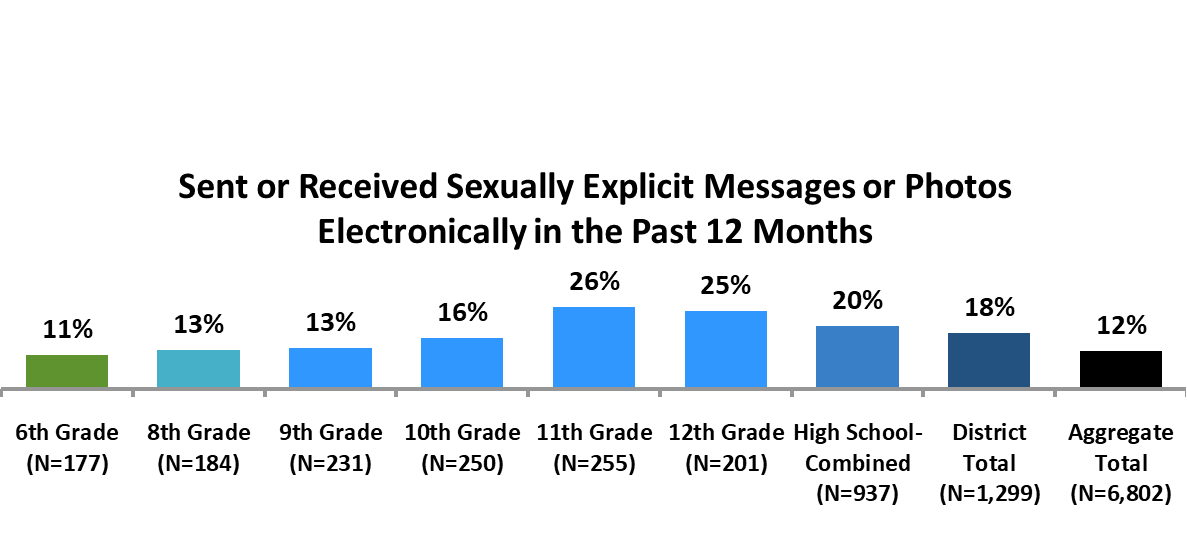 Sent or Received Sexually Explicit Messages or Photos
Electronically in the Past 12 Months
11%
13%
13%
16%
26%
25%
20%
18%
12%
6th Grade
(N=177)
8th Grade
(N=184)
9th Grade
(N=231)
10th Grade
(N=250)
11th Grade
(N=255)
12th Grade
(N=201)
High School-
Combined
(N=937)
District
Total
(N=1,299)
Aggregate
Total
(N=6,802)